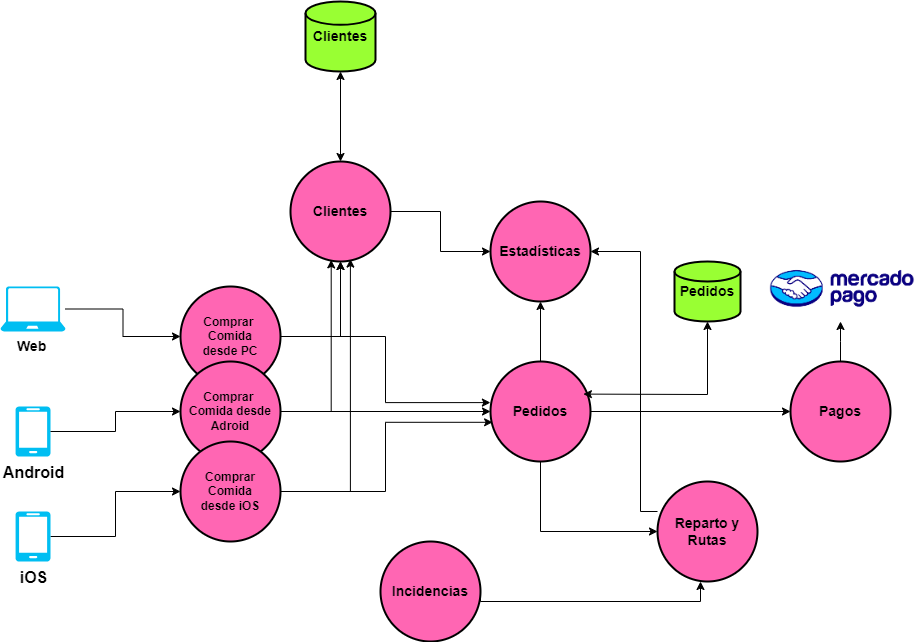 Clientes
Clientes
Estadísticas
Pedidos
mercado
pago
Web
Comprar
Comida
desde PC
Comprar
Comida desde
Adroid
Pedidos
Pagos
Android
Comprar
Comida
desde iOS
Reparto y
Rutas
iOS
Incidencias